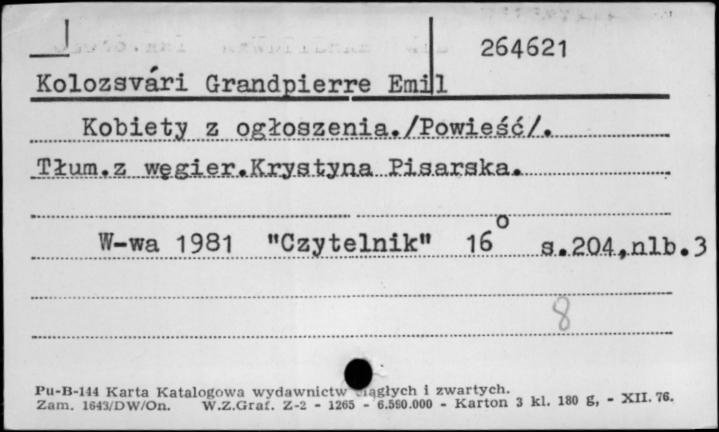 264621
Kolozsvári Grandpierre Emil
Kobiety z ogłoszenia./Powieść/.
Tłum.z węgier.Krystyna Pisarska.
W-wa 1981 "Czytelnik" 16° s.204,nlb.3
8
Pu-B-144 Karta Katalogowa wydawnictw ciągłych i zwartych.
Zam. 1643/DW/On. W.Z.Graf. Z-2 - 1265 - 6.560.000 - Karton 3 kl. 180 g, - XII. 76.